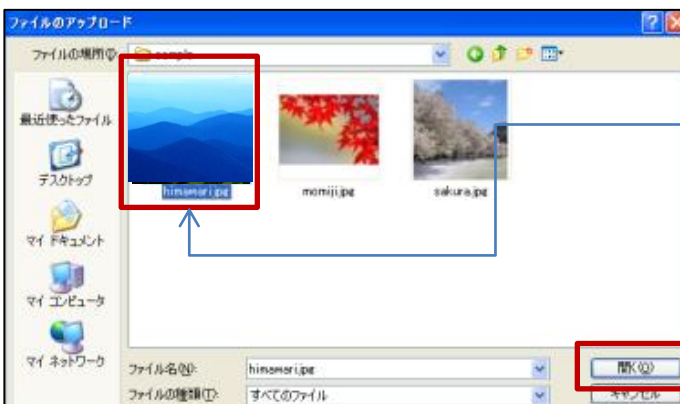 ファイルのアップロード
ファイルの場所(I):
sample
最近使ったファイル
デスクトップ
マイ ドキュメント
マイ コンピュータ
マイ ネットワーク
himawari.jpg
momiji.jpg
sakura.jpg
ファイル名(N):
himawari.jpg
開く(O)
ファイルの種類(T):
すべてのファイル
キャンセル